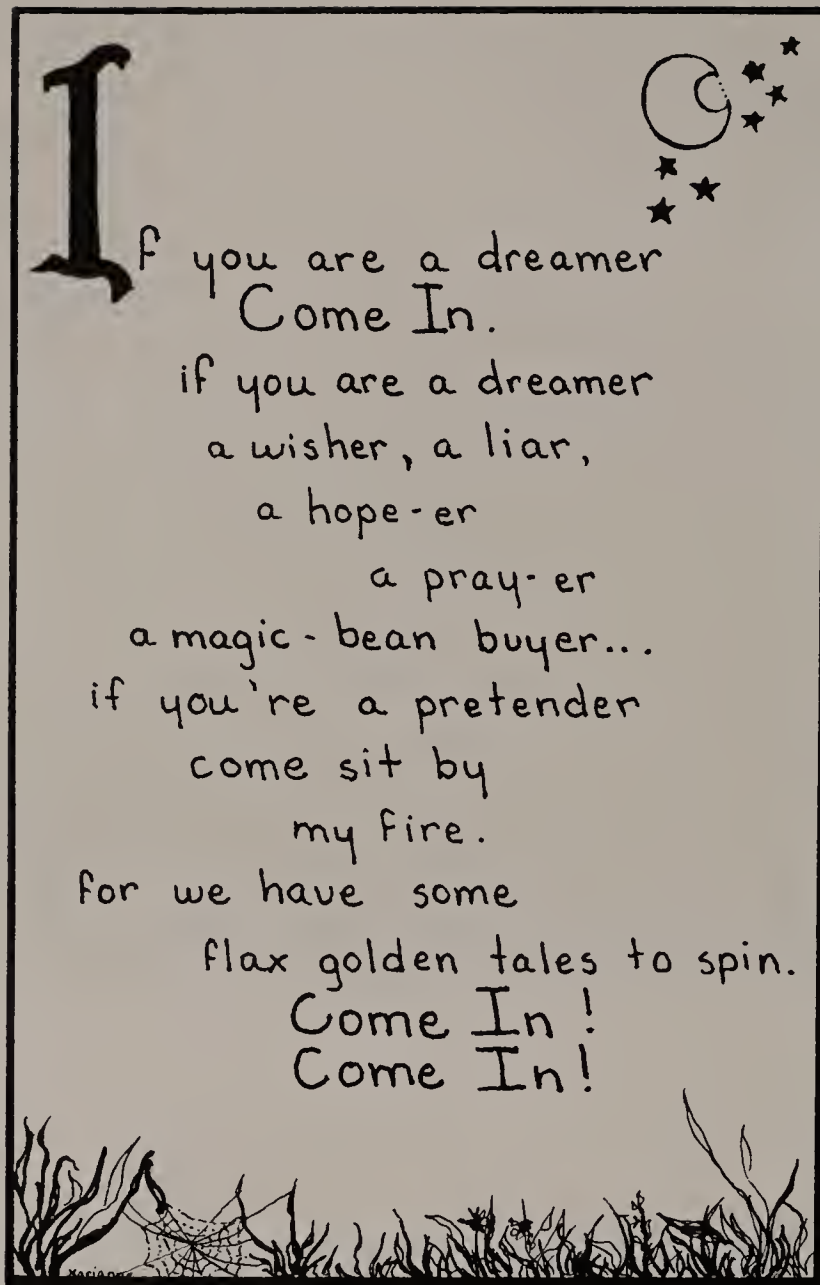 If you are a dreamer
Come In.
if you are a dreamer
a wisher, a liar,
a hope-er
a pray-er
a magic-bean buyer...
if you're a pretender
come sit by
my fire.
for we have some
flax golden tales to spin.
Come In!
Come In!